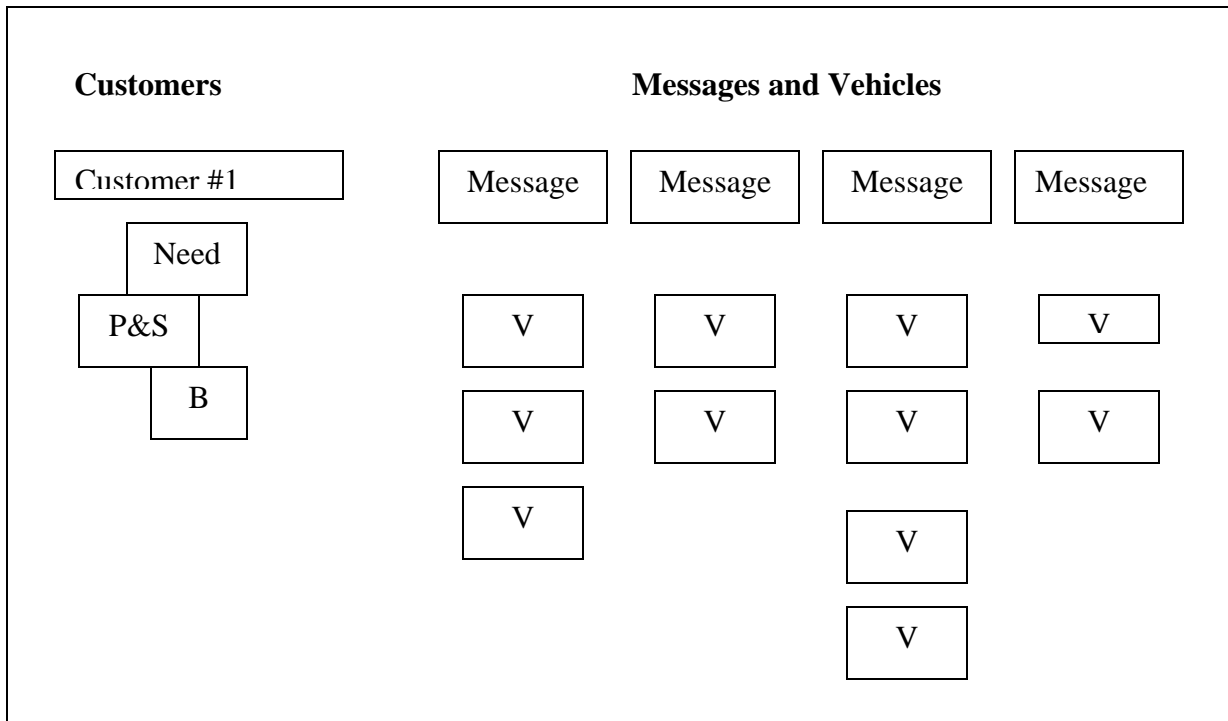 Customers
Messages and Vehicles
Customer #1
Message
Message
Message
Message
Need
P&S
B
V
V
V
V
V
V
V
V
V
V
V